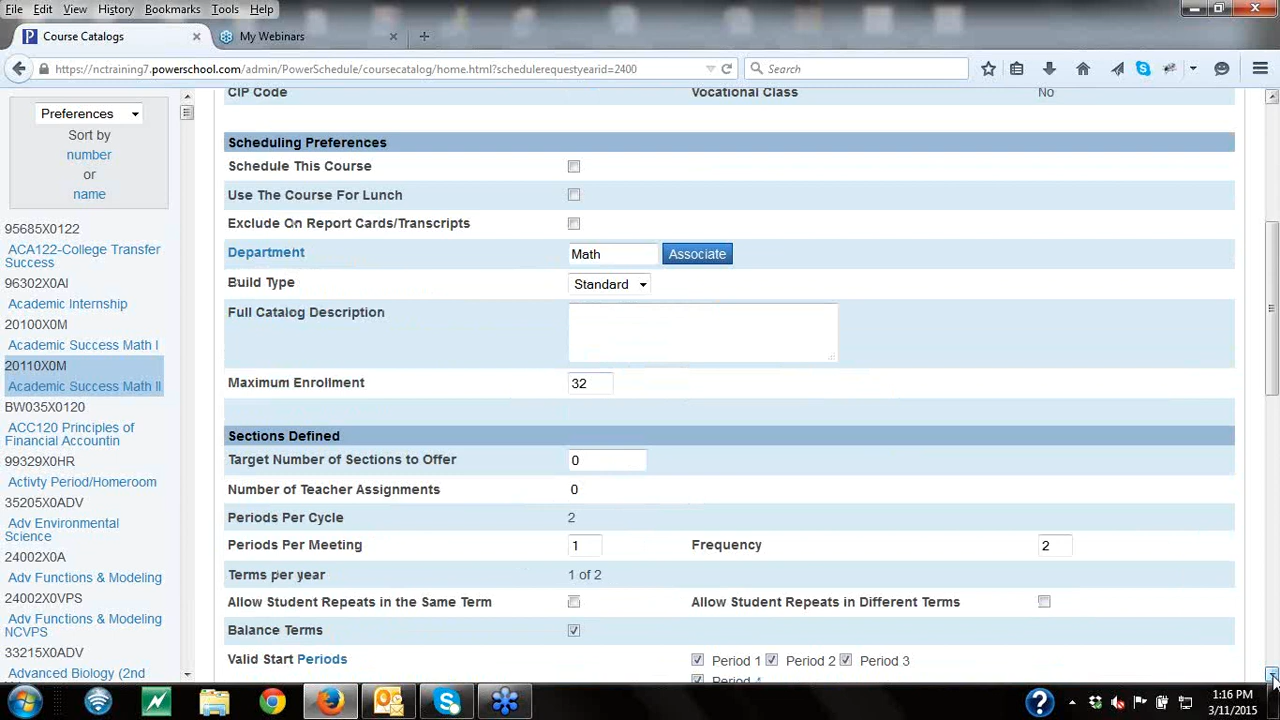 File Edit View History Bookmarks Tools Help
Course Catalogs
My Webinars
https://nctraining7.powerschool.com/admin/PowerSchedule/coursecatalog/home.html?schedulerequestyearid=2400
Search
Preferences
Sort by
number
or
name
95685X0122
ACA122-College Transfer
Success
96302X0AI
Academic Internship
20100X0M
Academic Success Math I
20110X0M
Academic Success Math II
BW035X0120
ACC120 Principles of
Financial Accountin
99329X0HR
Activty Period/Homeroom
35205X0ADV
Adv Environmental
Science
24002X0A
Adv Functions & Modeling
24002X0VPS
Adv Functions & Modeling
NCVPS
33215X0ADV
Advanced Biology (2nd
CIP Code Vocational Class No
Scheduling Preferences
Schedule This Course
Use The Course For Lunch
Exclude On Report Cards/Transcripts
Department Math Associate
Build Type Standard
Full Catalog Description
Maximum Enrollment 32
Sections Defined
Target Number of Sections to Offer 0
Number of Teacher Assignments 0
Periods Per Cycle 2
Periods Per Meeting 1 Frequency 2
Terms per year 1 of 2
Allow Student Repeats in the Same Term Allow Student Repeats in Different Terms
Balance Terms
Valid Start Periods Period 1 Period 2 Period 3
Period 4
1:16 PM
3/11/2015